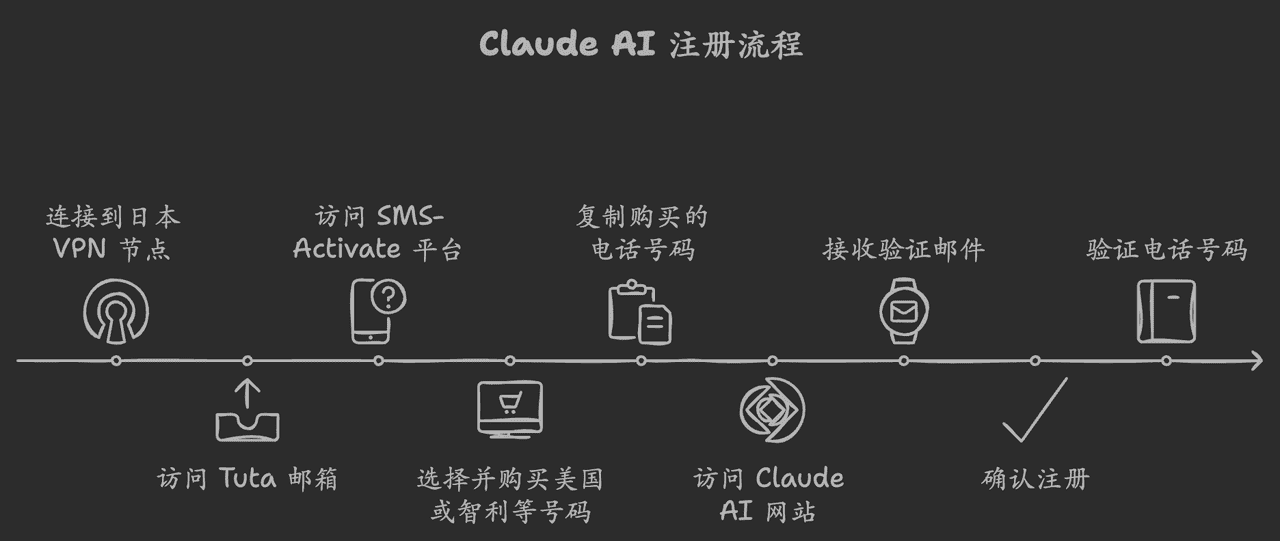 Claude AI 注册流程
连接到日本
VPN 节点
访问 Tuta 邮箱
访问 SMS-
Activate 平台
选择并购买美国
或智利等号码
复制购买的
电话号码
访问 Claude
AI 网站
接收验证邮件
确认注册
验证电话号码